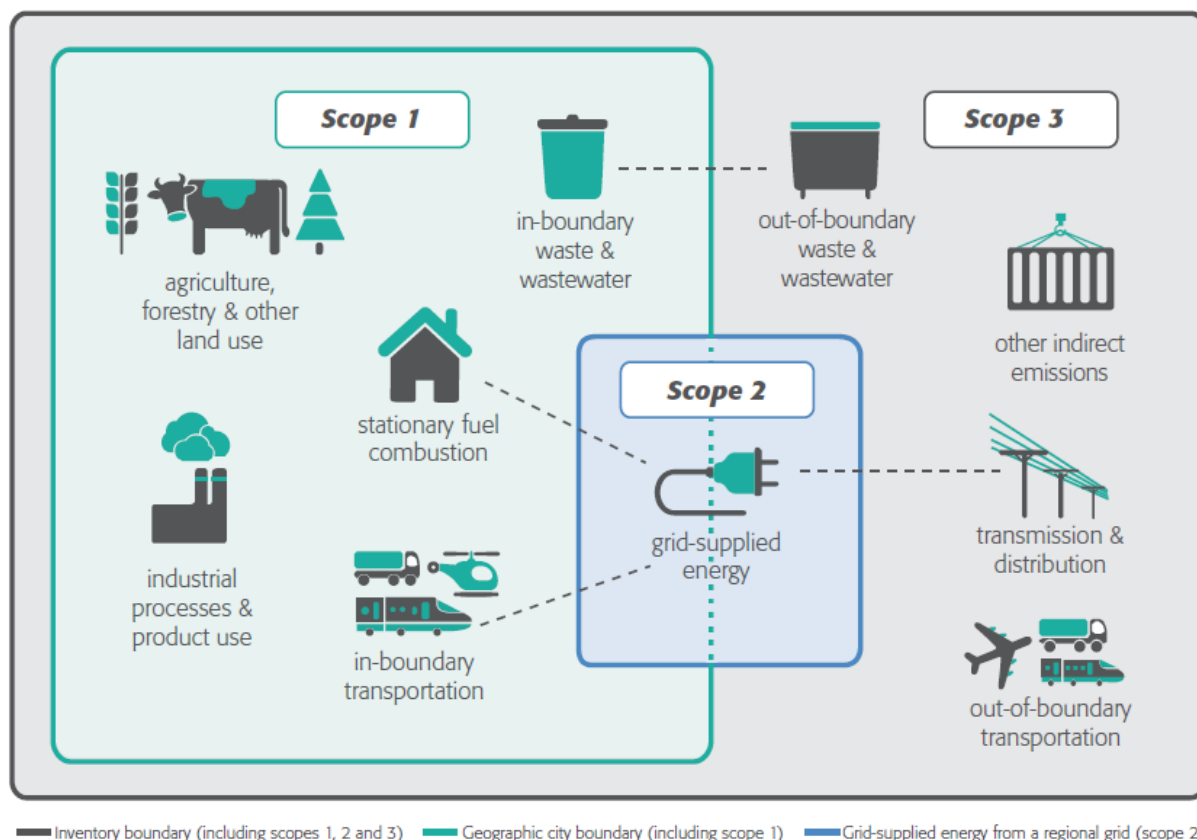 Scope 1
Scope 3
in-boundary
waste &
wastewater
out-of-boundary
waste &
wastewater
agriculture,
forestry & other
land use
other indirect
emissions
Scope 2
stationary fuel
combustion
grid-supplied
energy
transmission &
distribution
industrial
processes &
product use
in-boundary
transportation
out-of-boundary
transportation
Inventory boundary (including scopes 1, 2 and 3) Geographic city boundary (including scope 1) Grid-supplied energy from a regional grid (scope 2